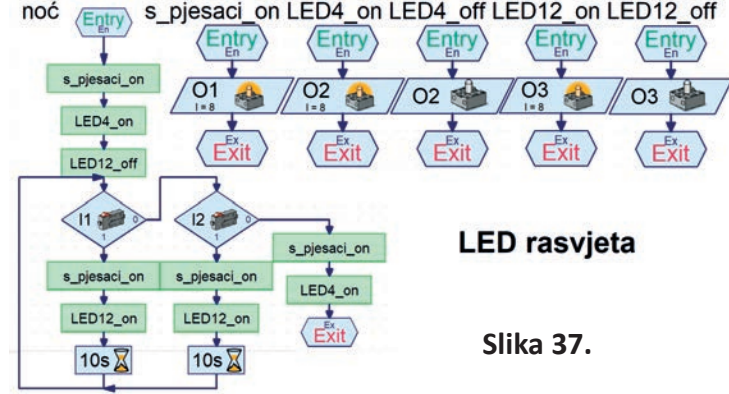 noć s_pjesaci_on LED4_on LED4_off LED12_on LED12_off
Entry
En
Entry
En
Entry
En
Entry
En
Entry
En
Entry
En
s_pjesaci_on
LED4_on
LED12_off
O1
I = 8
O2
I = 8
O2
O3
I = 8
O3
Ex
Exit
Ex
Exit
Ex
Exit
Ex
Exit
Ex
Exit
I1 0
1
I2 0
1
s_pjesaci_on
s_pjesaci_on
s_pjesaci_on
LED12_on
LED12_on
LED4_on
10s
10s
Ex
Exit
LED rasvjeta
Slika 37.